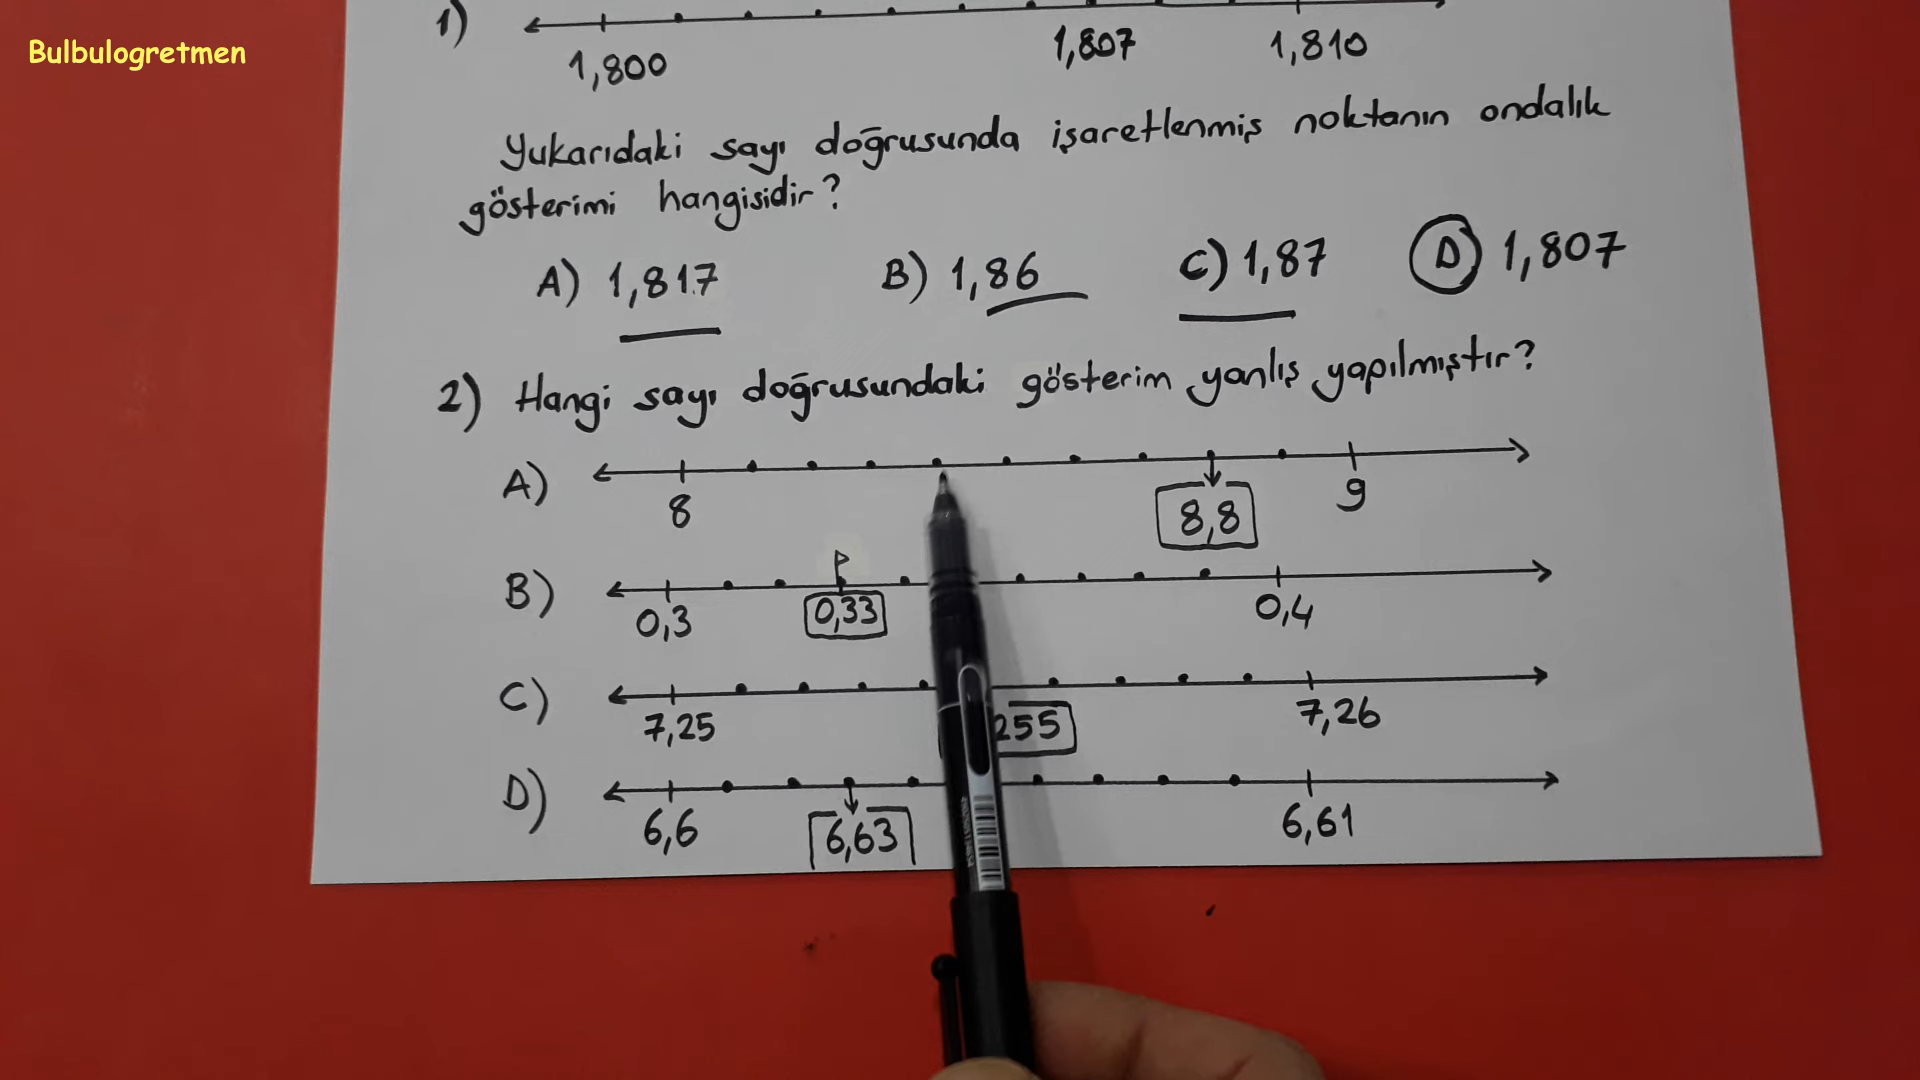 Bulbulogretmen
1)
1,800 1,807 1,810
Yukarıdaki sayı doğrusunda işaretlenmiş noktanın ondalık
gösterimi hangisidir?
A) 1,817 B) 1,86 C) 1,87 D) 1,807
2) Hangi sayı doğrusundaki gösterim yanlış yapılmıştır?
A) 8 8,8 9
B) 0,3 0,33 0,4
C) 7,25 255 7,26
D) 6,6 6,63 6,61